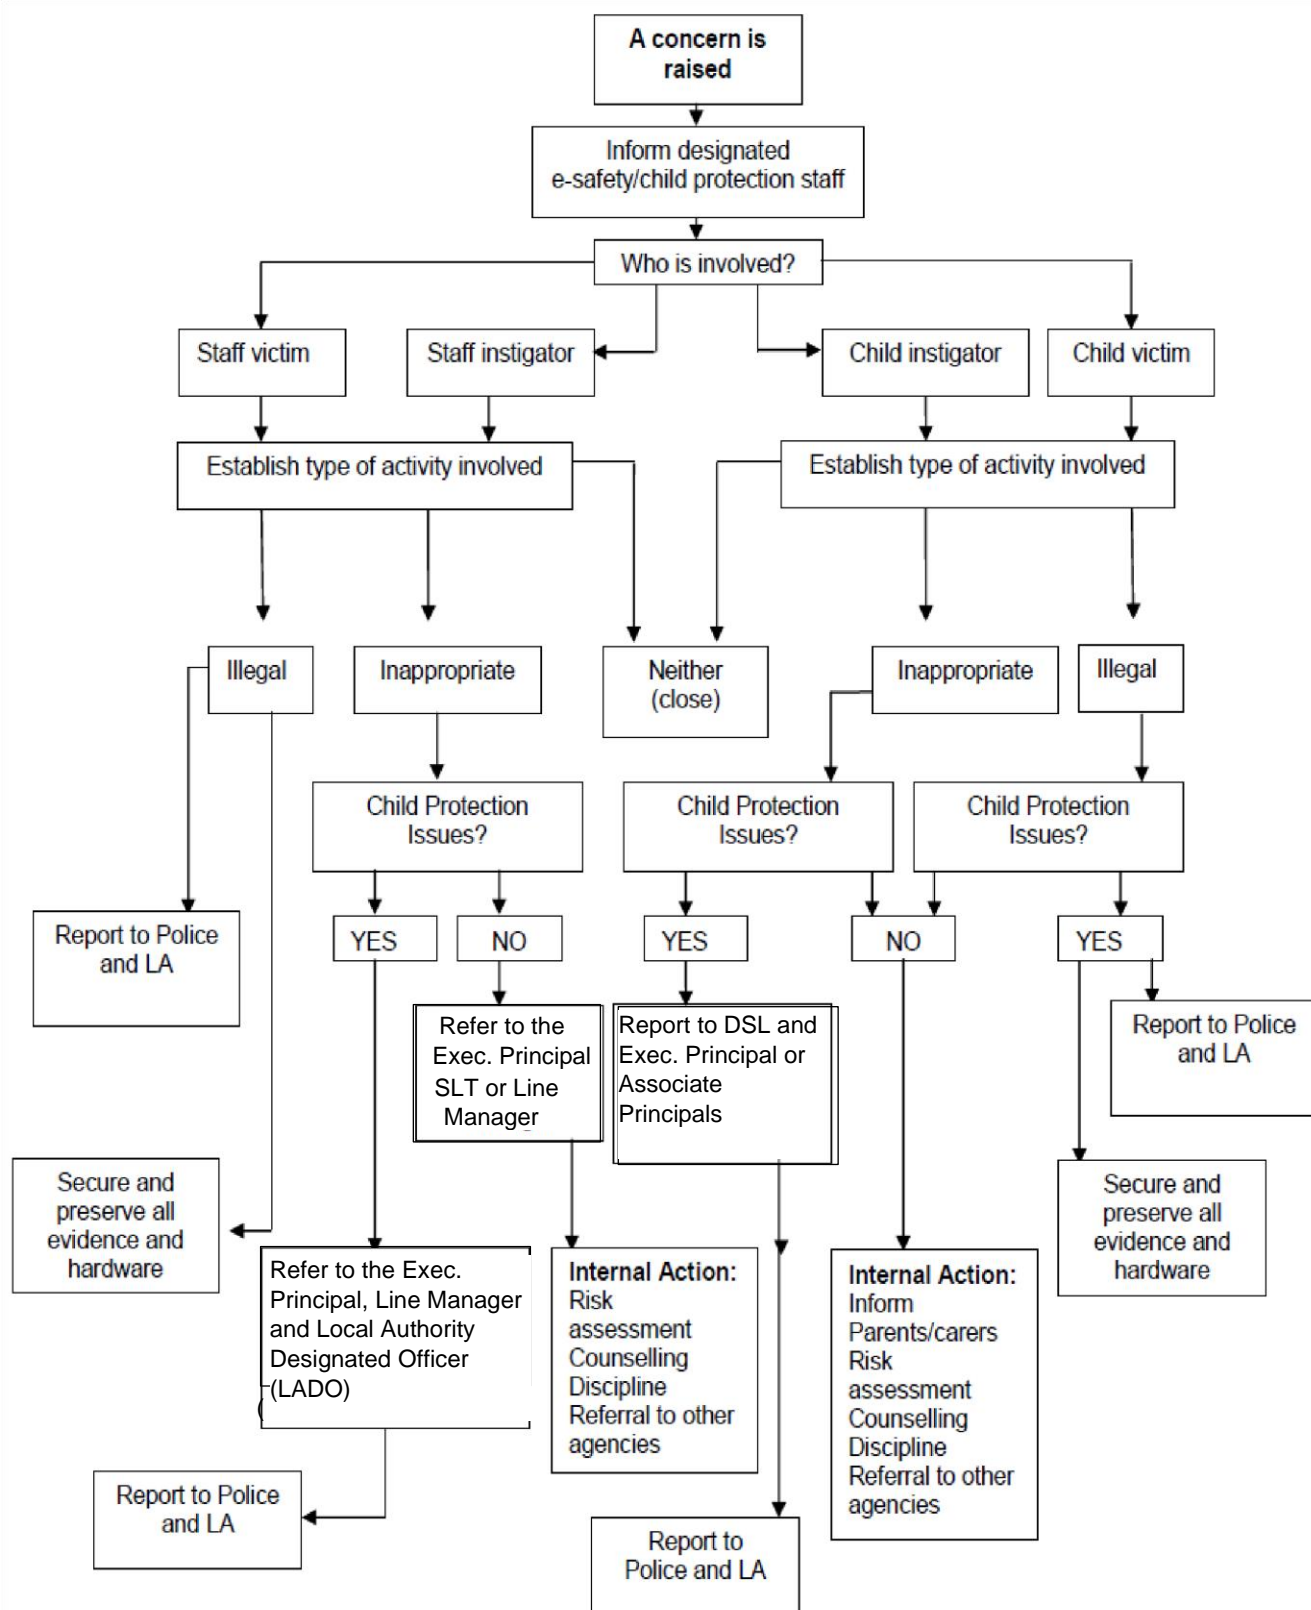 A concern is
raised
Inform designated
e-safety/child protection staff
Who is involved?
Staff victim
Staff instigator
Child instigator
Child victim
Establish type of activity involved
Establish type of activity involved
Illegal
Inappropriate
Neither
(close)
Inappropriate
Illegal
Child Protection
Issues?
Child Protection
Issues?
Child Protection
Issues?
Report to Police
and LA
YES
NO
YES
NO
YES
Refer to the
Exec. Principal
SLT or Line
Manager
Report to DSL and
Exec. Principal or
Associate
Principals
Report to Police
and LA
Secure and
preserve all
evidence and
hardware
Secure and
preserve all
evidence and
hardware
Refer to the Exec.
Principal, Line Manager
and Local Authority
Designated Officer
(LADO)
(
Internal Action:
Risk
assessment
Counselling
Discipline
Referral to other
agencies
Internal Action:
Inform
Parents/carers
Risk
assessment
Counselling
Discipline
Referral to other
agencies
Report to Police
and LA
Report to
Police and LA